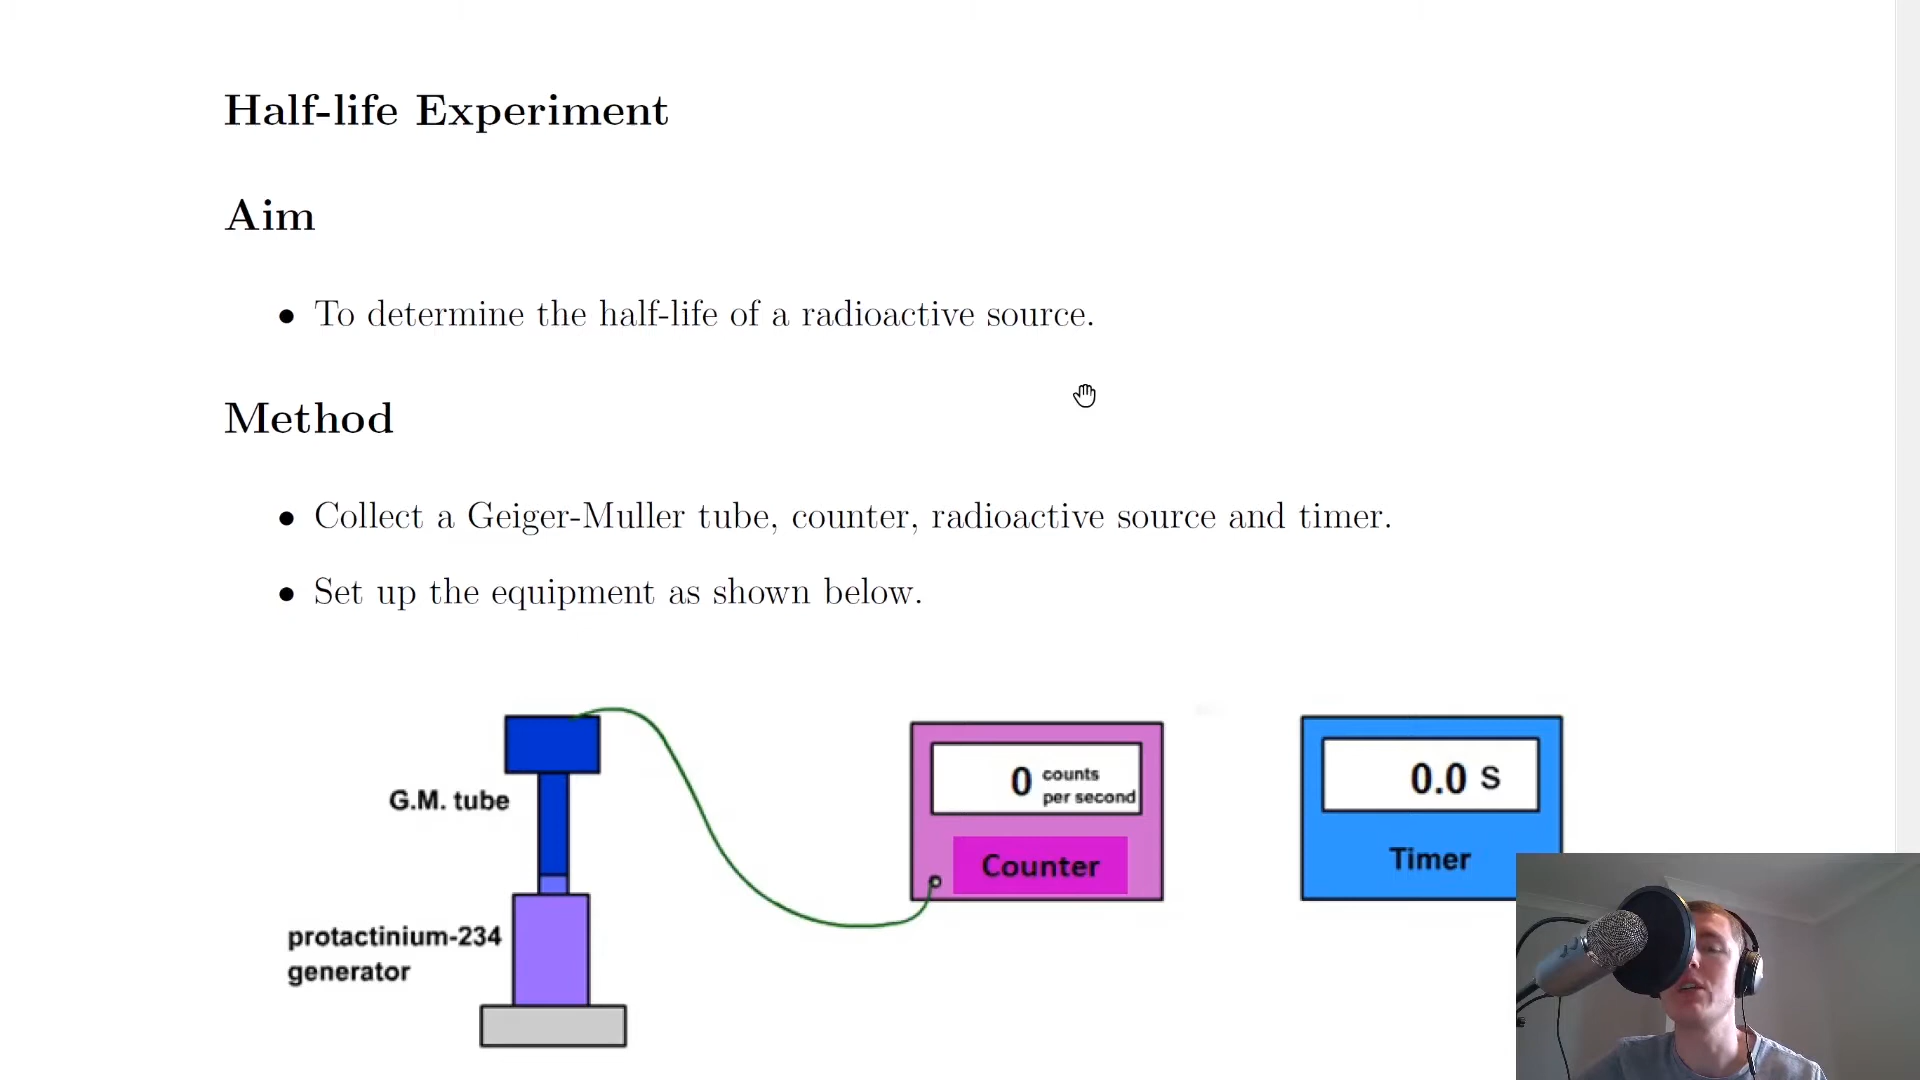 Half-life Experiment
Aim
• To determine the half-life of a radioactive source.
Method
• Collect a Geiger-Muller tube, counter, radioactive source and timer.
• Set up the equipment as shown below.
G.M. tube
protactinium-234
generator
0 counts
per second
Counter
0.0 S
Timer